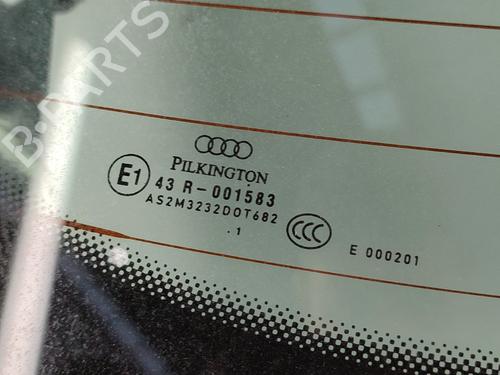 B-PARTS
PILKINGTON
E1
43 R-001583
AS2M3232DOT682
.1
CCC
E 000201